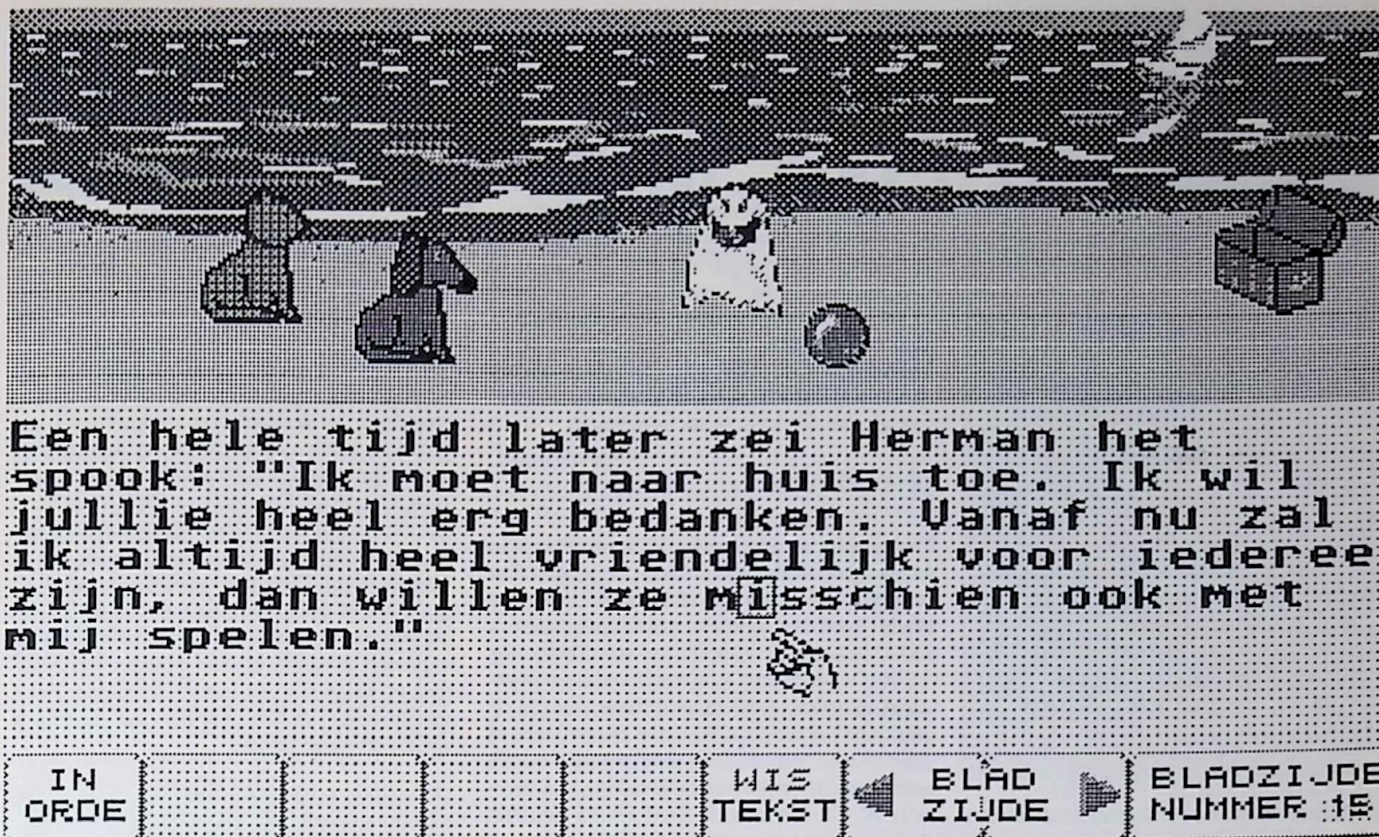 Een hele tijd later zei Herman het
spook: "Ik moet naar huis toe. Ik wil
jullie heel erg bedanken. Vanaf nu zal
ik altijd heel vriendelijk voor iederee
zijn, dan willen ze misschien ook met
mij spelen."
IN
ORDE
WIS
TEKST
BLAD
ZIJDE
BLADZIJDE
NUMMER :15